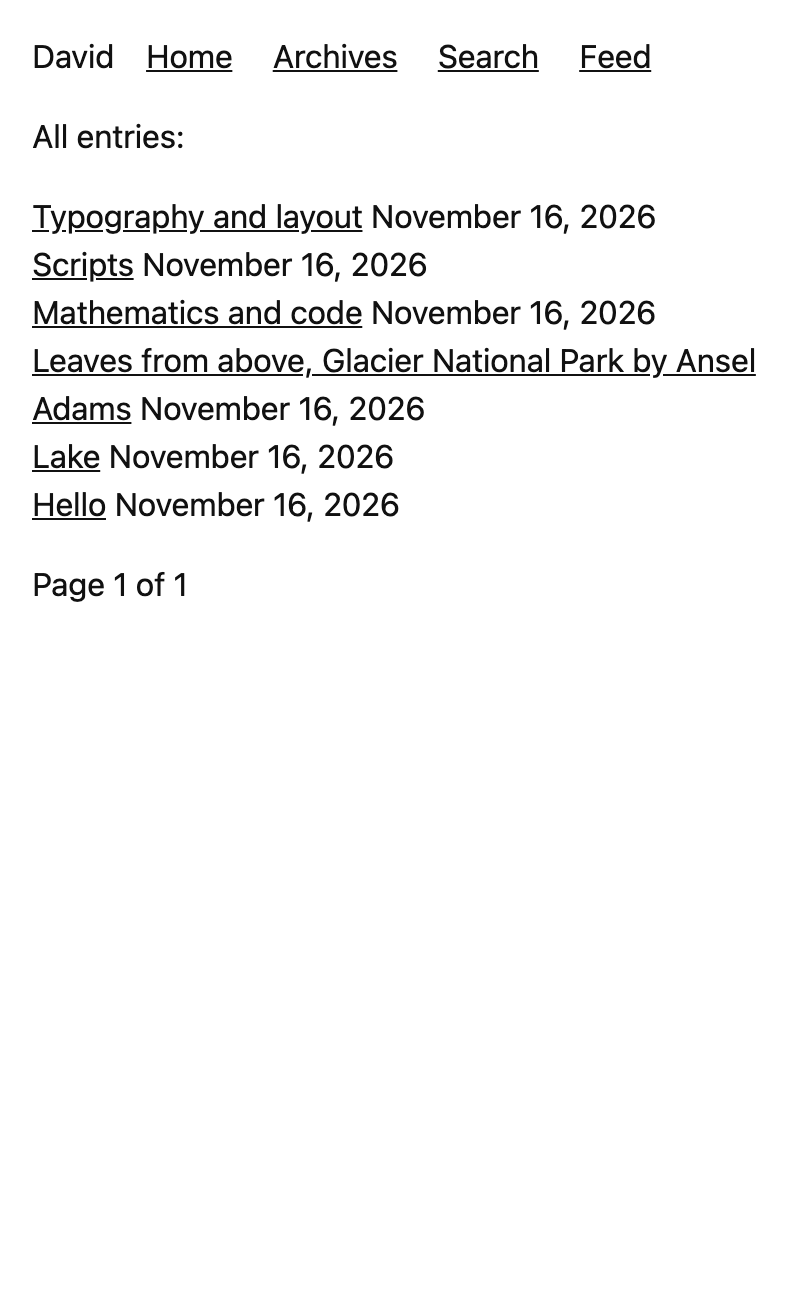 David Home Archives Search Feed
All entries:
Typography and layout November 16, 2026
Scripts November 16, 2026
Mathematics and code November 16, 2026
Leaves from above, Glacier National Park by Ansel
Adams November 16, 2026
Lake November 16, 2026
Hello November 16, 2026
Page 1 of 1